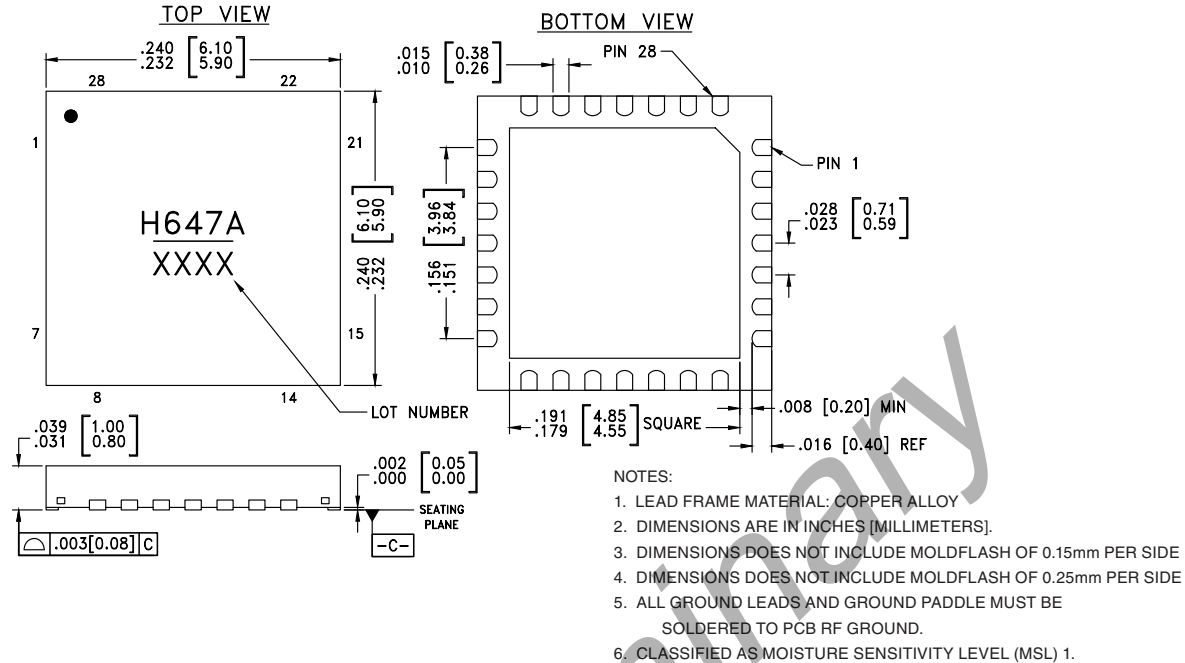 TOP VIEW
.240 [6.10]
.232 [5.90]
28 22
1 21
H647A
XXXX
[6.10]
[5.90]
.240
.232
7 15
8 14
LOT NUMBER
.039 [1.00]
.031 [0.80]
.002 [0.05]
.000 [0.00]
SEATING
PLANE
.003[0.08] C
-C-
BOTTOM VIEW
PIN 28
.015 [0.38]
.010 [0.26]
PIN 1
[3.96]
[3.84]
.156
.151
.028 [0.71]
.023 [0.59]
.191 [4.85] SQUARE
.179 [4.55]
.008 [0.20] MIN
.016 [0.40] REF
NOTES:
1. LEAD FRAME MATERIAL: COPPER ALLOY
2. DIMENSIONS ARE IN INCHES [MILLIMETERS].
3. DIMENSIONS DOES NOT INCLUDE MOLDFLASH OF 0.15mm PER SIDE
4. DIMENSIONS DOES NOT INCLUDE MOLDFLASH OF 0.25mm PER SIDE
5. ALL GROUND LEADS AND GROUND PADDLE MUST BE
SOLDERED TO PCB RF GROUND.
6. CLASSIFIED AS MOISTURE SENSITIVITY LEVEL (MSL) 1.
minary